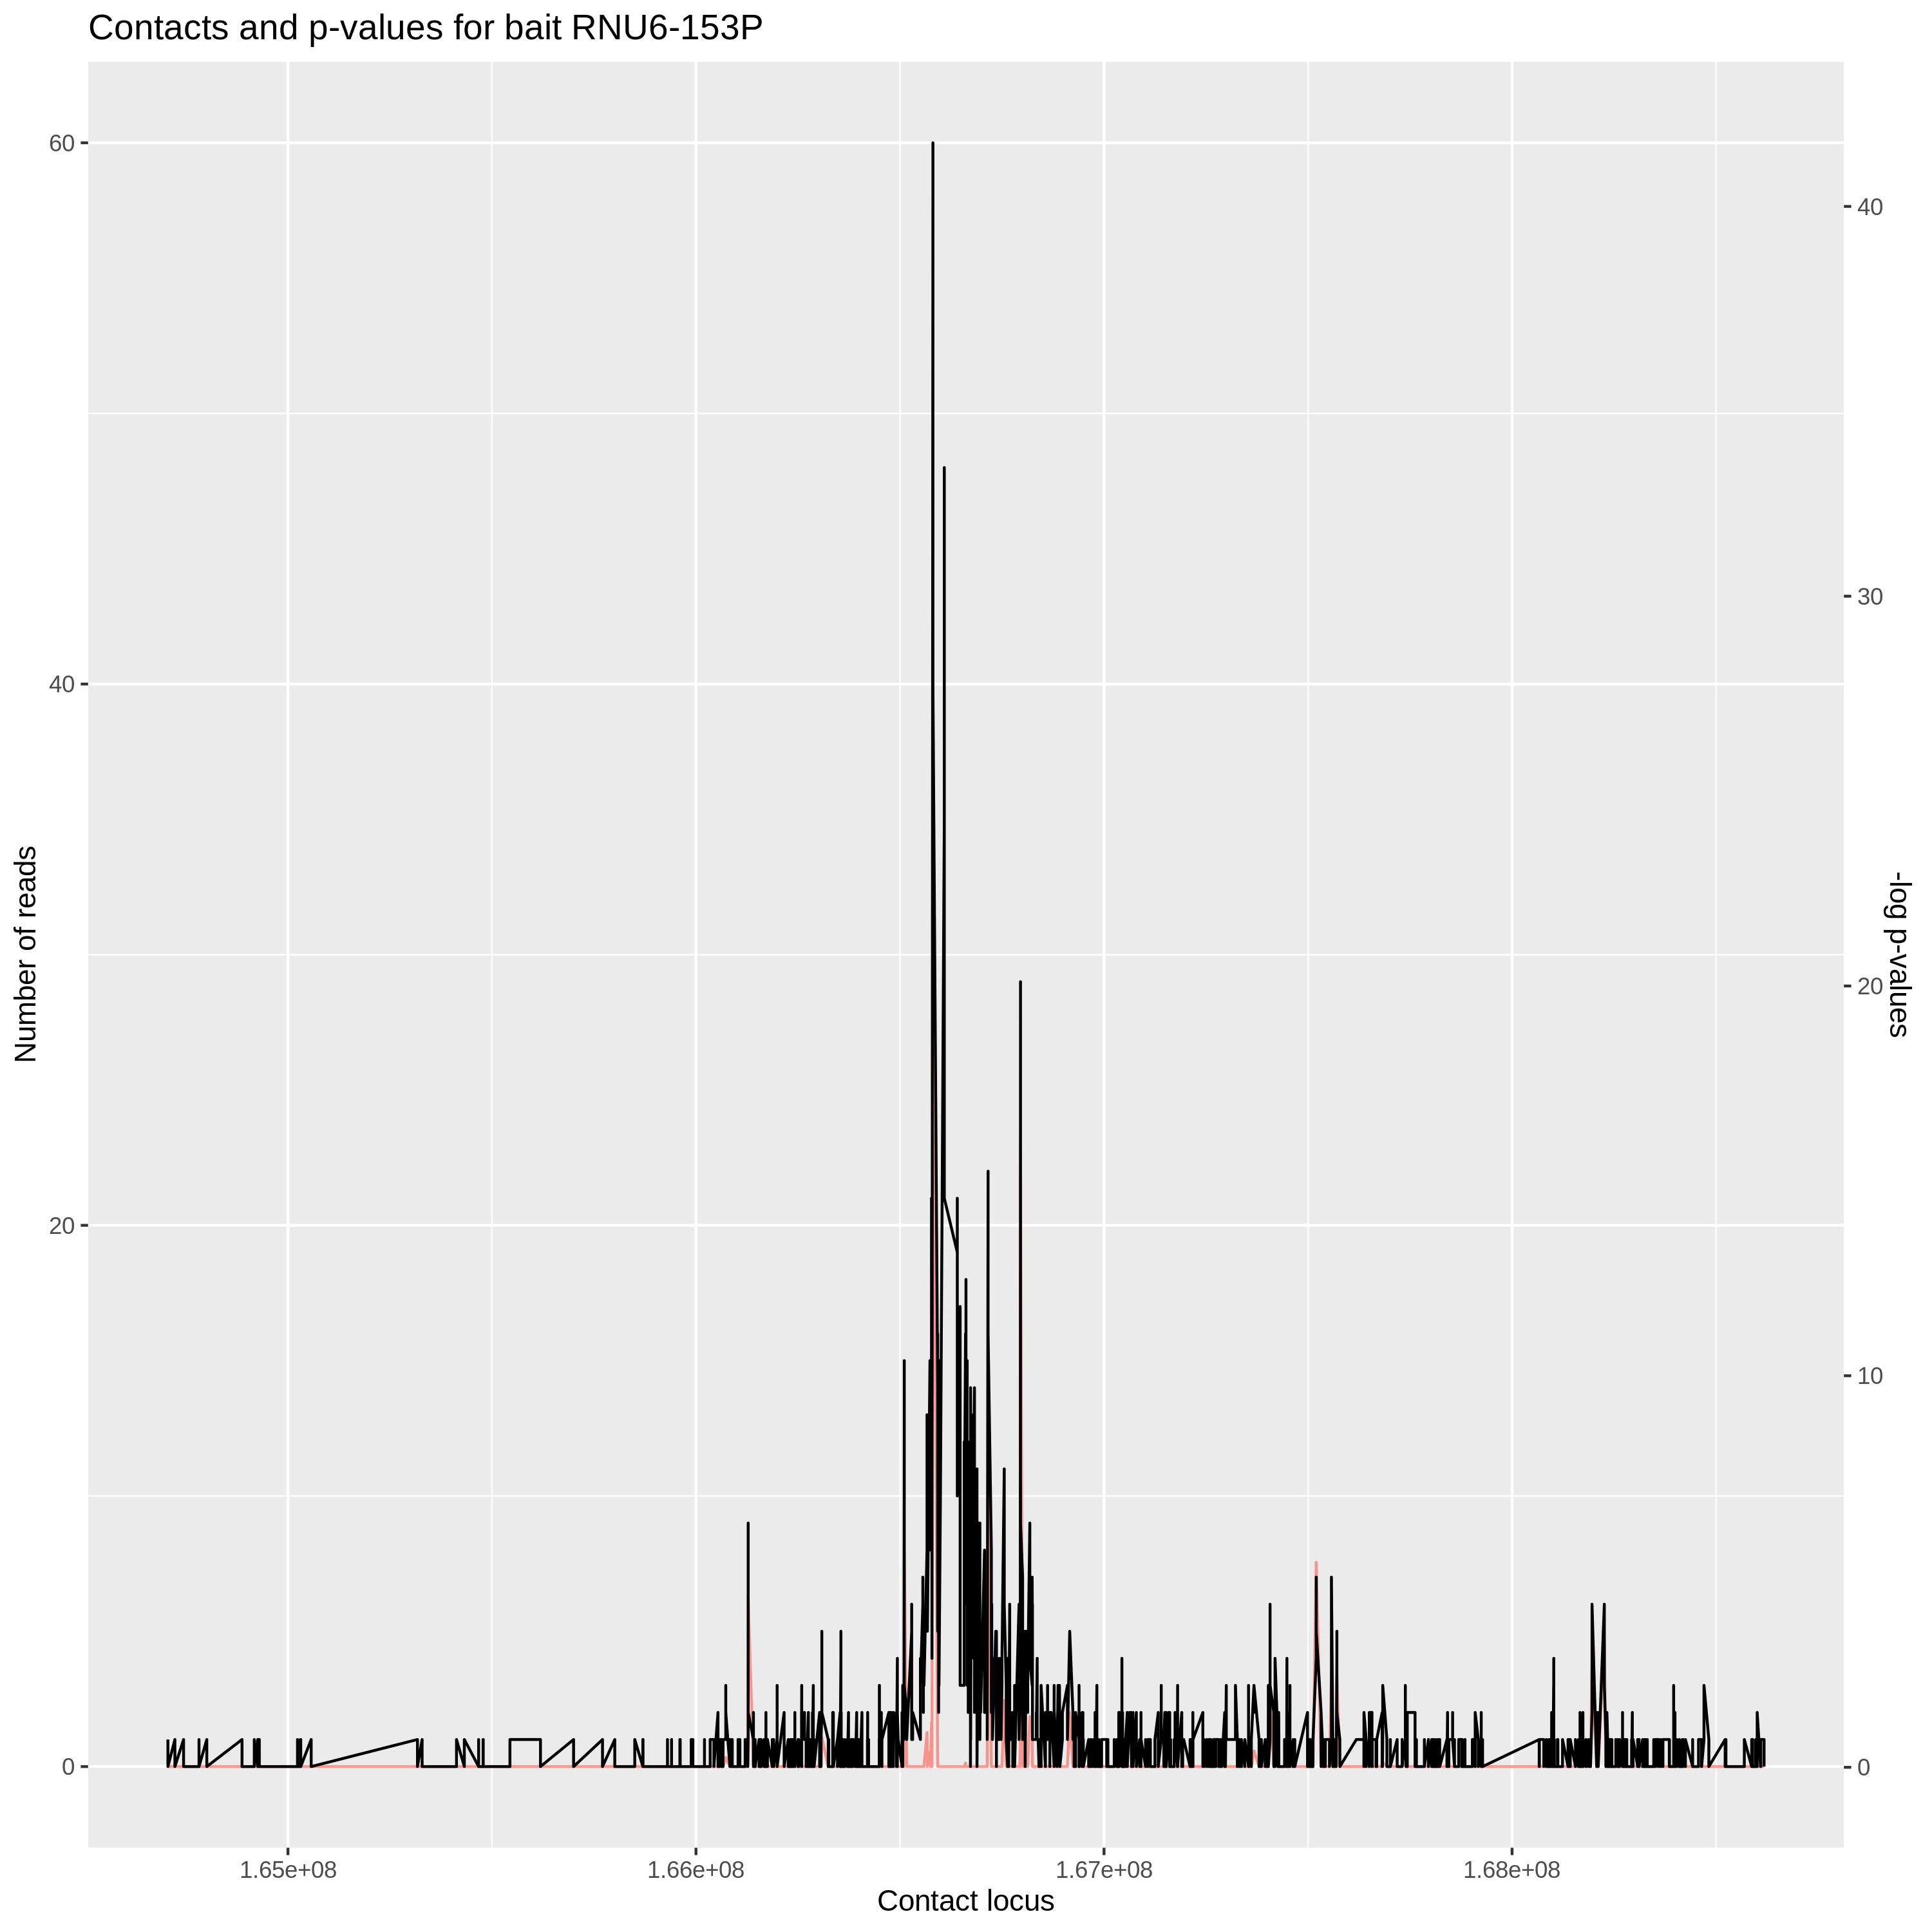 Contacts and p-values for bait RNU6-153P
60
40
20
0
Number of reads
40
30
20
10
0
-log p-values
1.65e+08
1.66e+08
1.67e+08
1.68e+08
Contact locus